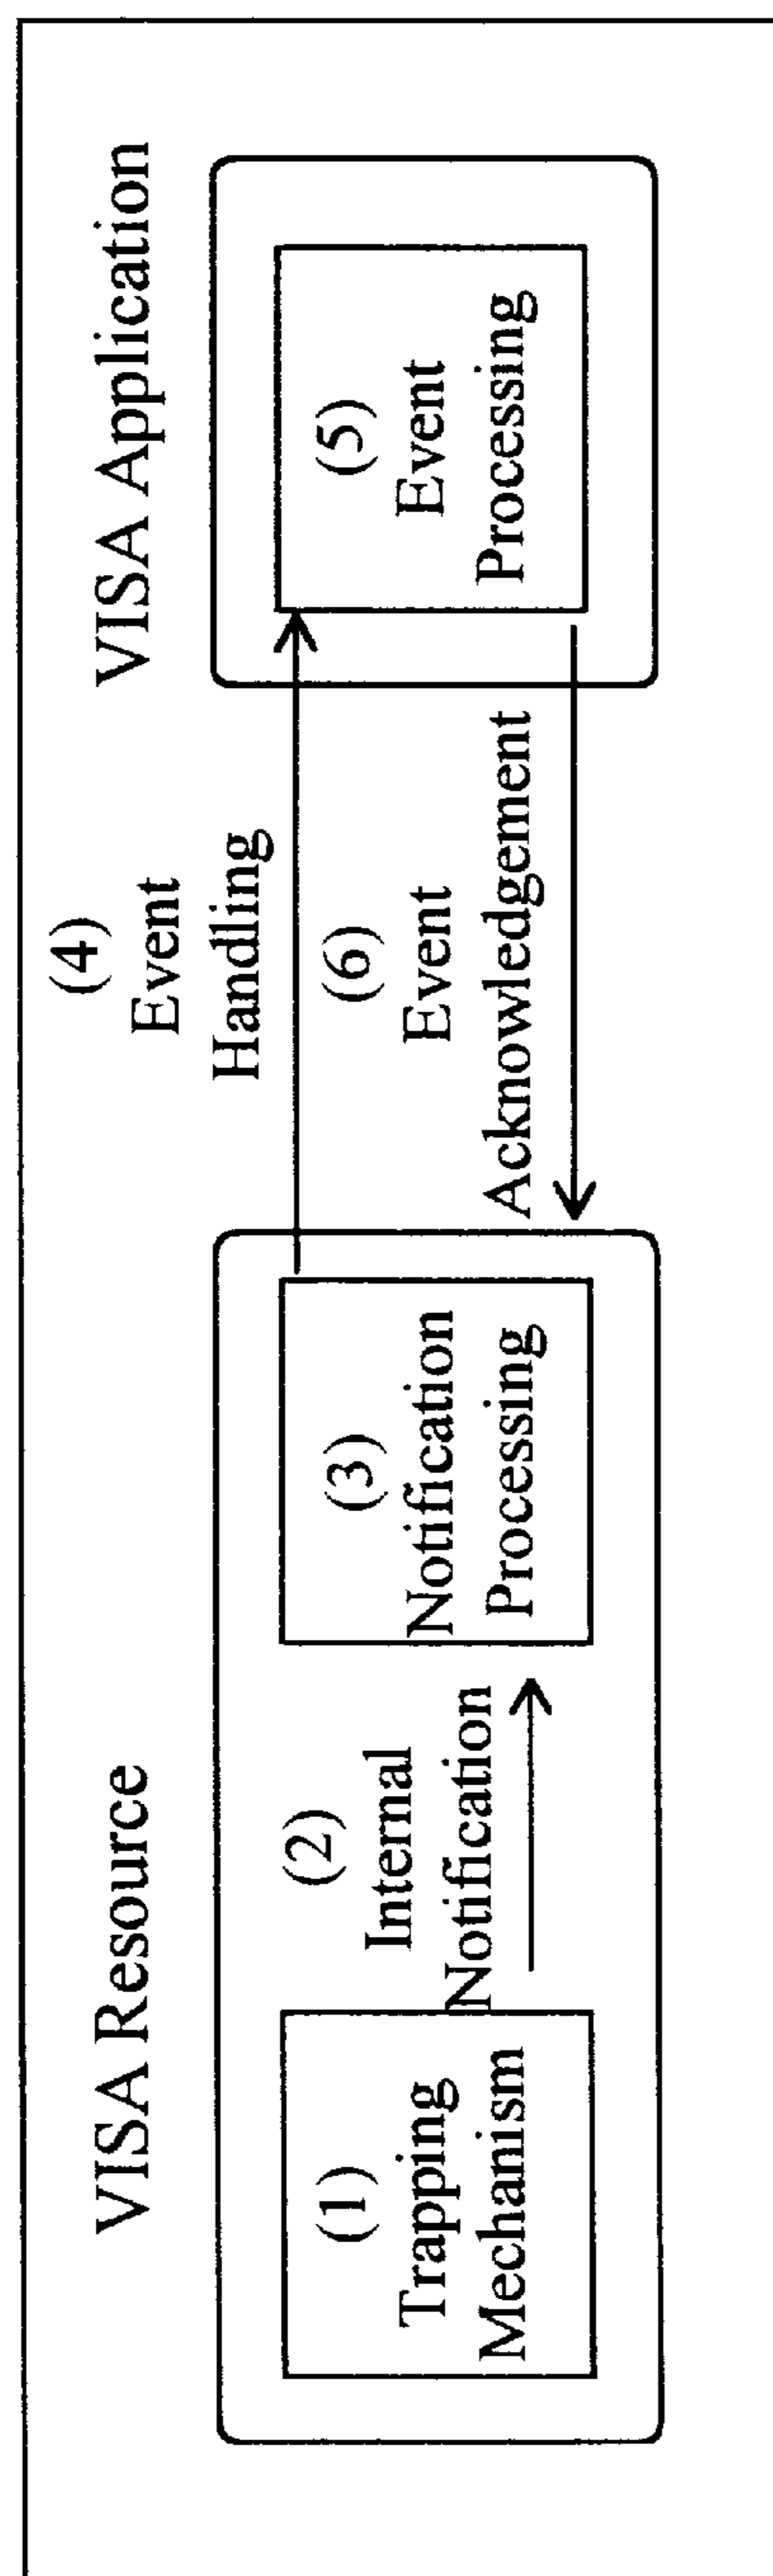 VISA Resource
(1)
Trapping
Mechanism
(2)
Internal
Notification
(3)
Notification
Processing
(4)
Event
Handling
(6)
Event
Acknowledgement
VISA Application
(5)
Event
Processing